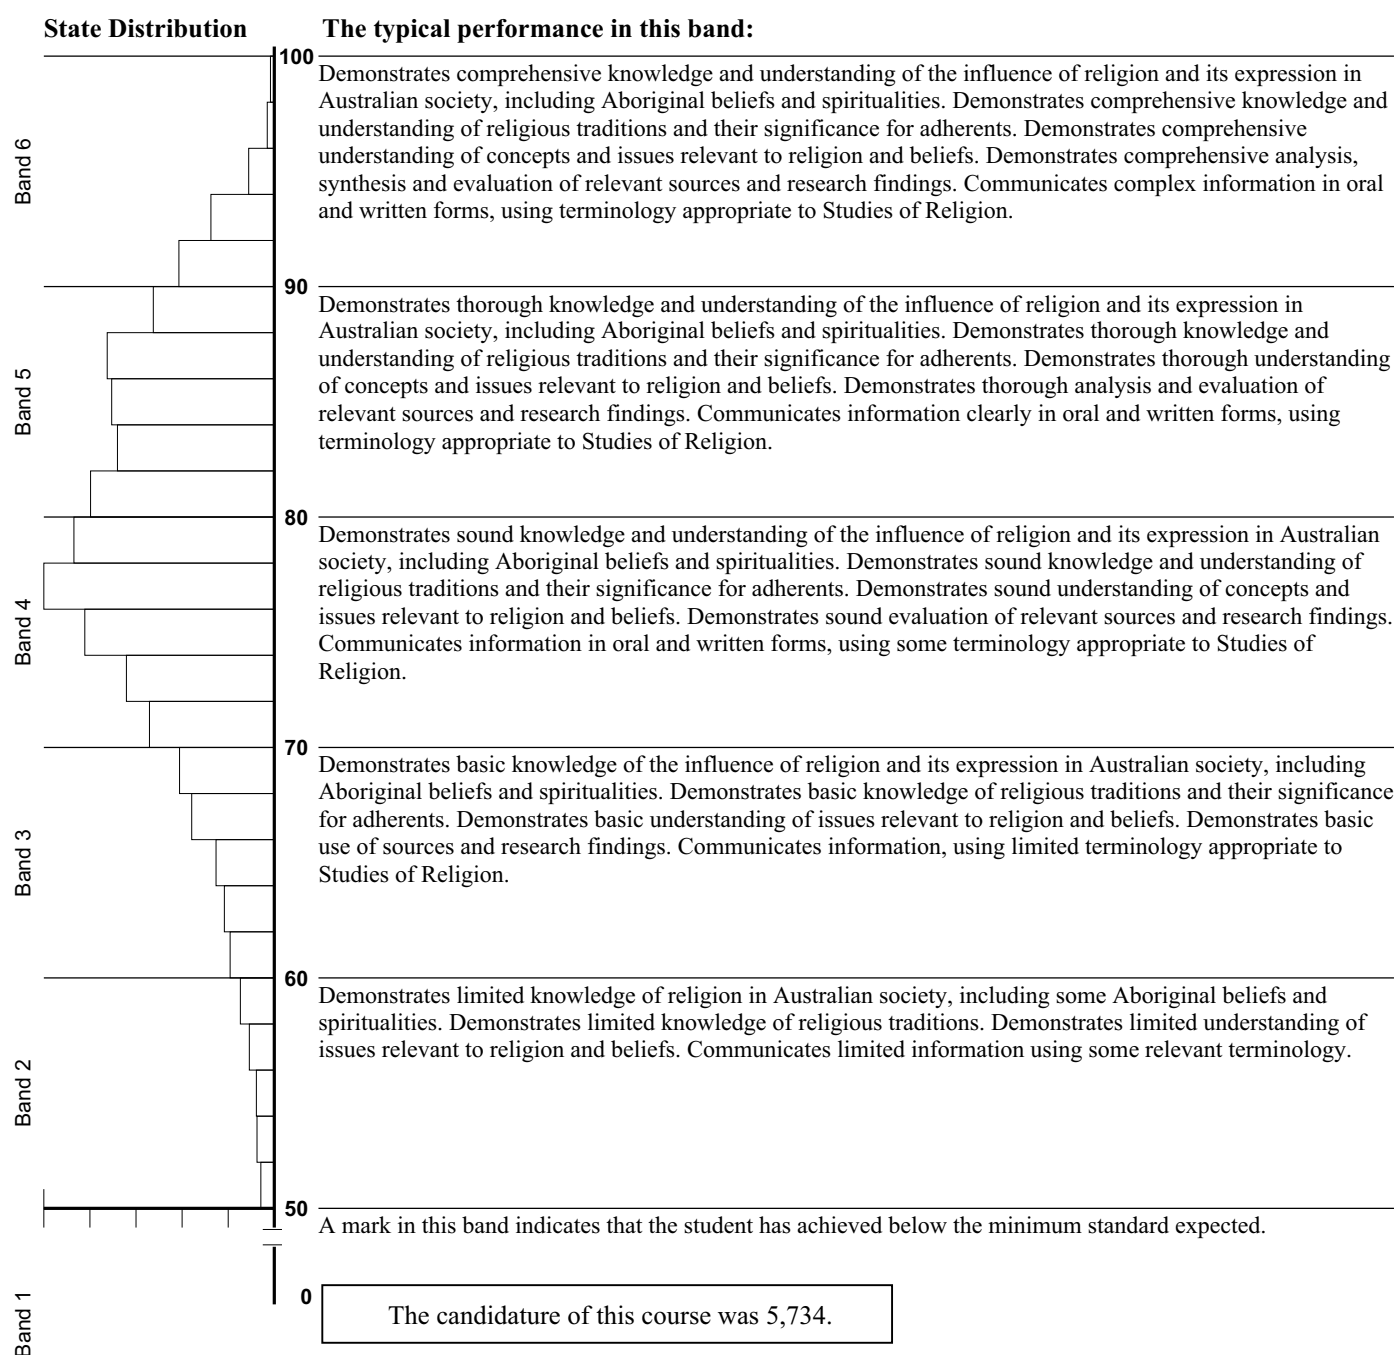 State Distribution
The typical performance in this band:
100
Demonstrates comprehensive knowledge and understanding of the influence of religion and its expression in
Australian society, including Aboriginal beliefs and spiritualities. Demonstrates comprehensive knowledge and
understanding of religious traditions and their significance for adherents. Demonstrates comprehensive
understanding of concepts and issues relevant to religion and beliefs. Demonstrates comprehensive analysis,
synthesis and evaluation of relevant sources and research findings. Communicates complex information in oral
and written forms, using terminology appropriate to Studies of Religion.
Band 6
90
Demonstrates thorough knowledge and understanding of the influence of religion and its expression in
Australian society, including Aboriginal beliefs and spiritualities. Demonstrates thorough knowledge and
understanding of religious traditions and their significance for adherents. Demonstrates thorough understanding
of concepts and issues relevant to religion and beliefs. Demonstrates thorough analysis and evaluation of
relevant sources and research findings. Communicates information clearly in oral and written forms, using
terminology appropriate to Studies of Religion.
Band 5
80
Demonstrates sound knowledge and understanding of the influence of religion and its expression in Australian
society, including Aboriginal beliefs and spiritualities. Demonstrates sound knowledge and understanding of
religious traditions and their significance for adherents. Demonstrates sound understanding of concepts and
issues relevant to religion and beliefs. Demonstrates sound evaluation of relevant sources and research findings.
Communicates information in oral and written forms, using some terminology appropriate to Studies of
Religion.
Band 4
70
Demonstrates basic knowledge of the influence of religion and its expression in Australian society, including
Aboriginal beliefs and spiritualities. Demonstrates basic knowledge of religious traditions and their significance
for adherents. Demonstrates basic understanding of issues relevant to religion and beliefs. Demonstrates basic
use of sources and research findings. Communicates information, using limited terminology appropriate to
Studies of Religion.
Band 3
60
Demonstrates limited knowledge of religion in Australian society, including some Aboriginal beliefs and
spiritualities. Demonstrates limited knowledge of religious traditions. Demonstrates limited understanding of
issues relevant to religion and beliefs. Communicates limited information using some relevant terminology.
Band 2
50
A mark in this band indicates that the student has achieved below the minimum standard expected.
0
Band 1
The candidature of this course was 5,734.